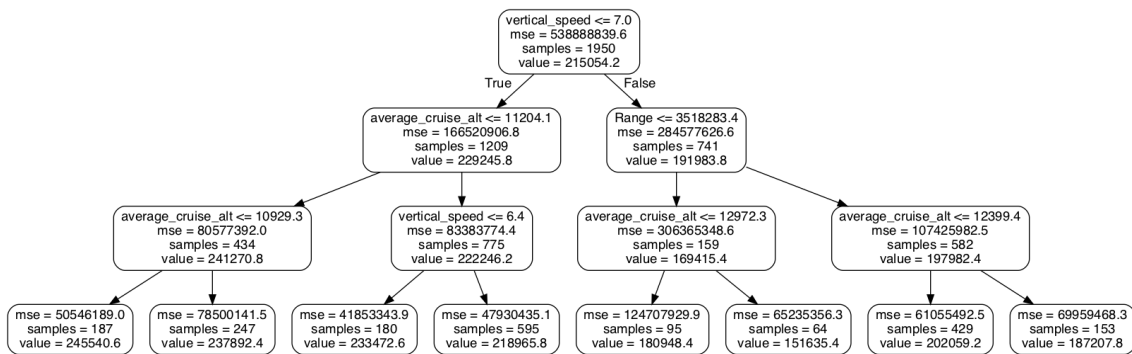 vertical_speed <= 7.0
mse = 538888839.6
samples = 1950
value = 215054.2
True
False
average_cruise_alt <= 11204.1
mse = 166520906.8
samples = 1209
value = 229245.8
Range <= 3518283.4
mse = 284577626.6
samples = 741
value = 191983.8
average_cruise_alt <= 10929.3
mse = 80577392.0
samples = 434
value = 241270.8
vertical_speed <= 6.4
mse = 83383774.4
samples = 775
value = 222246.2
average_cruise_alt <= 12972.3
mse = 306365348.6
samples = 159
value = 169415.4
average_cruise_alt <= 12399.4
mse = 107425982.5
samples = 582
value = 197982.4
mse = 50546189.0
samples = 187
value = 245540.6
mse = 78500141.5
samples = 247
value = 237892.4
mse = 41853343.9
samples = 180
value = 233472.6
mse = 47930435.1
samples = 595
value = 218965.8
mse = 124707929.9
samples = 95
value = 180948.4
mse = 65235356.3
samples = 64
value = 151635.4
mse = 61055492.5
samples = 429
value = 202059.2
mse = 69959468.3
samples = 153
value = 187207.8